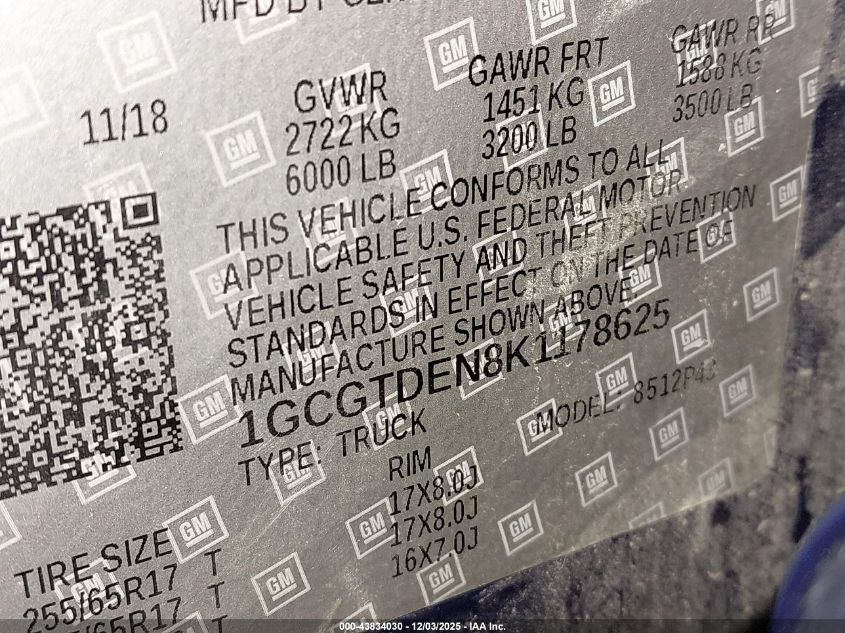 MFD BY
11/18
GVWR
2722 KG
6000 LB
GAWR FRT
1451 KG
3200 LB
GAWR RR
1588 KG
3500 LB
THIS VEHICLE CONFORMS TO ALL
APPLICABLE U.S. FEDERAL MOTOR
VEHICLE SAFETY AND THEFT PREVENTION
STANDARDS IN EFFECT ON THE DATE OF
MANUFACTURE SHOWN ABOVE.
1GCGTDEN8K1178625
TYPE: TRUCK
MODEL: 8512P43
RIM
17X8.0J
17X8.0J
16X7.0J
TIRE SIZE
255/65R17 T
65R17 T
GM
000-43834030 - 12/03/2025 - IAA Inc.